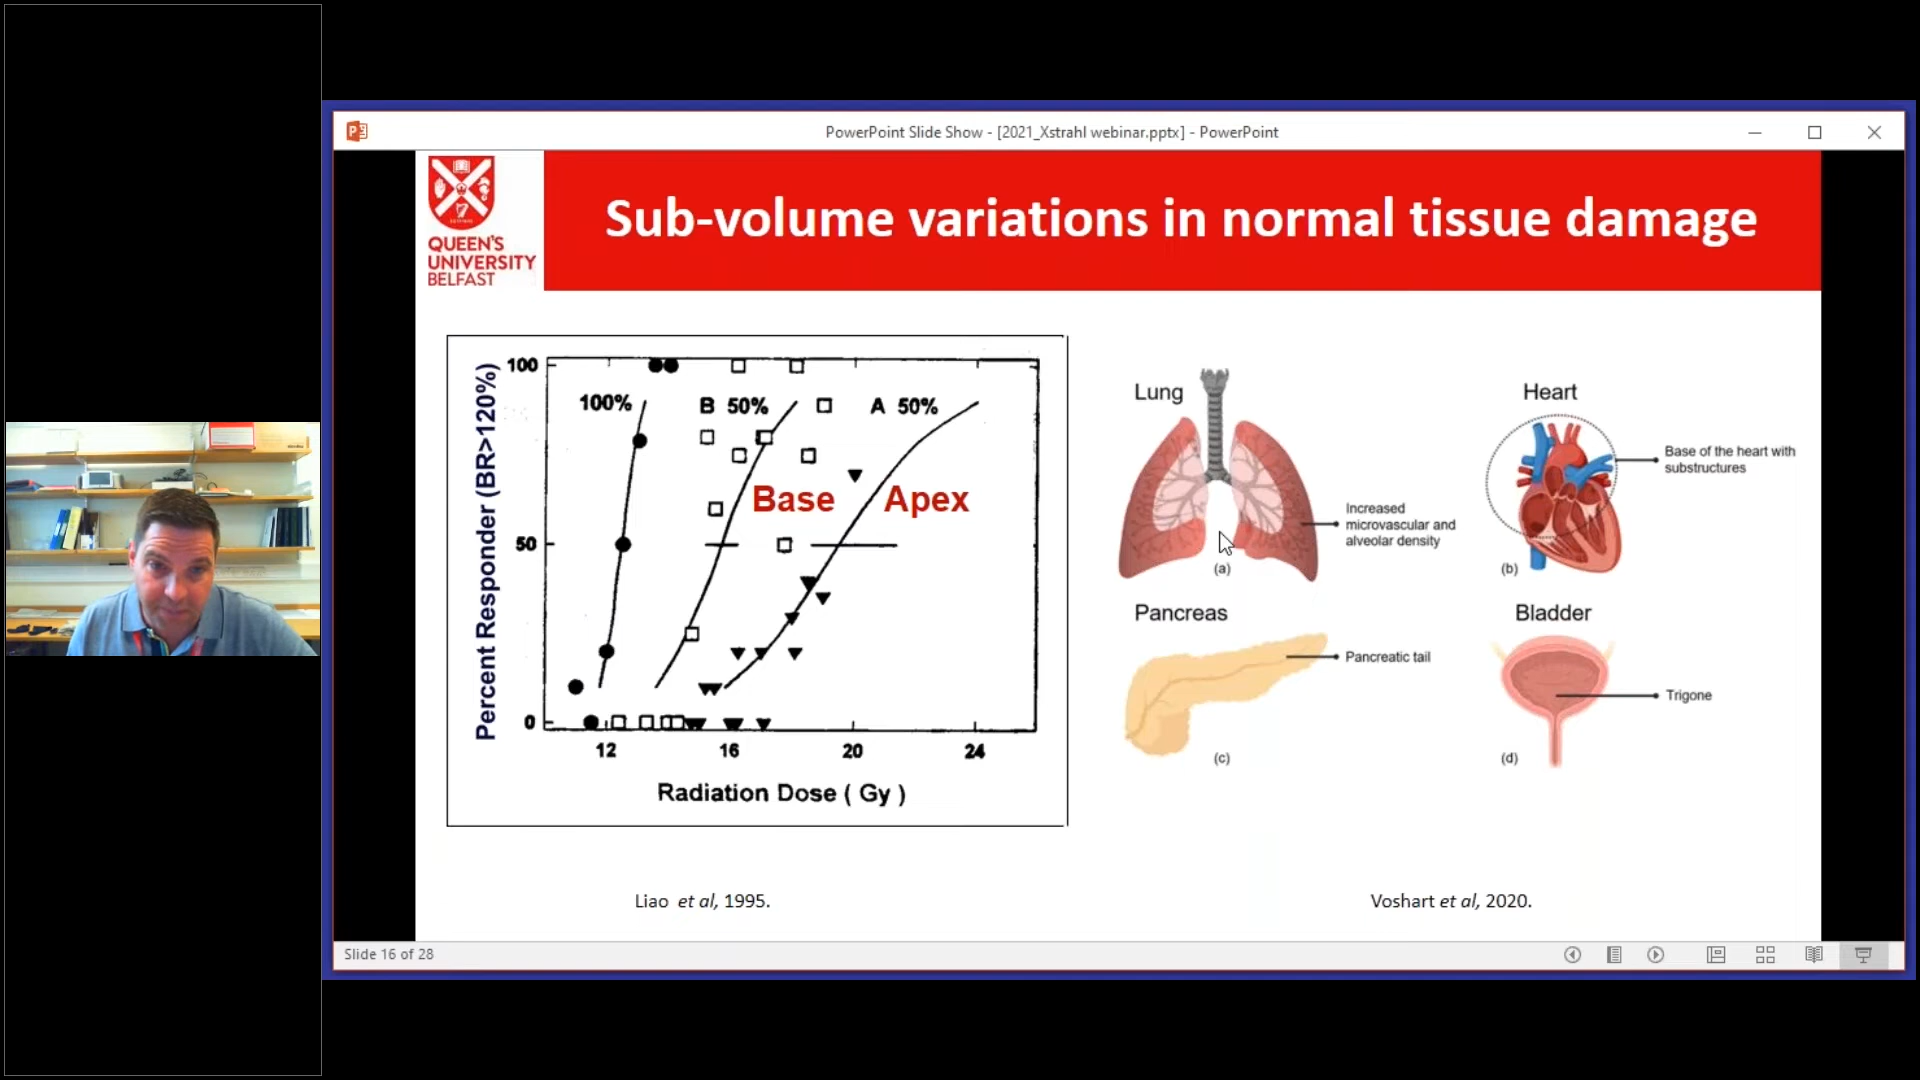 PowerPoint Slide Show - [2021_Xstrahl webinar.pptx] - PowerPoint
QUEEN'S
UNIVERSITY
BELFAST
Sub-volume variations in normal tissue damage
Percent Responder (BR>120%)
100
50
0
100%
B 50%
A 50%
Base
Apex
12
16
20
24
Radiation Dose ( Gy )
Liao et al, 1995.
Lung
Increased
microvascular and
alveolar density
(a)
Heart
Base of the heart with
substructures
(b)
Pancreas
Pancreatic tail
(c)
Bladder
Trigone
(d)
Voshart et al, 2020.
Slide 16 of 28